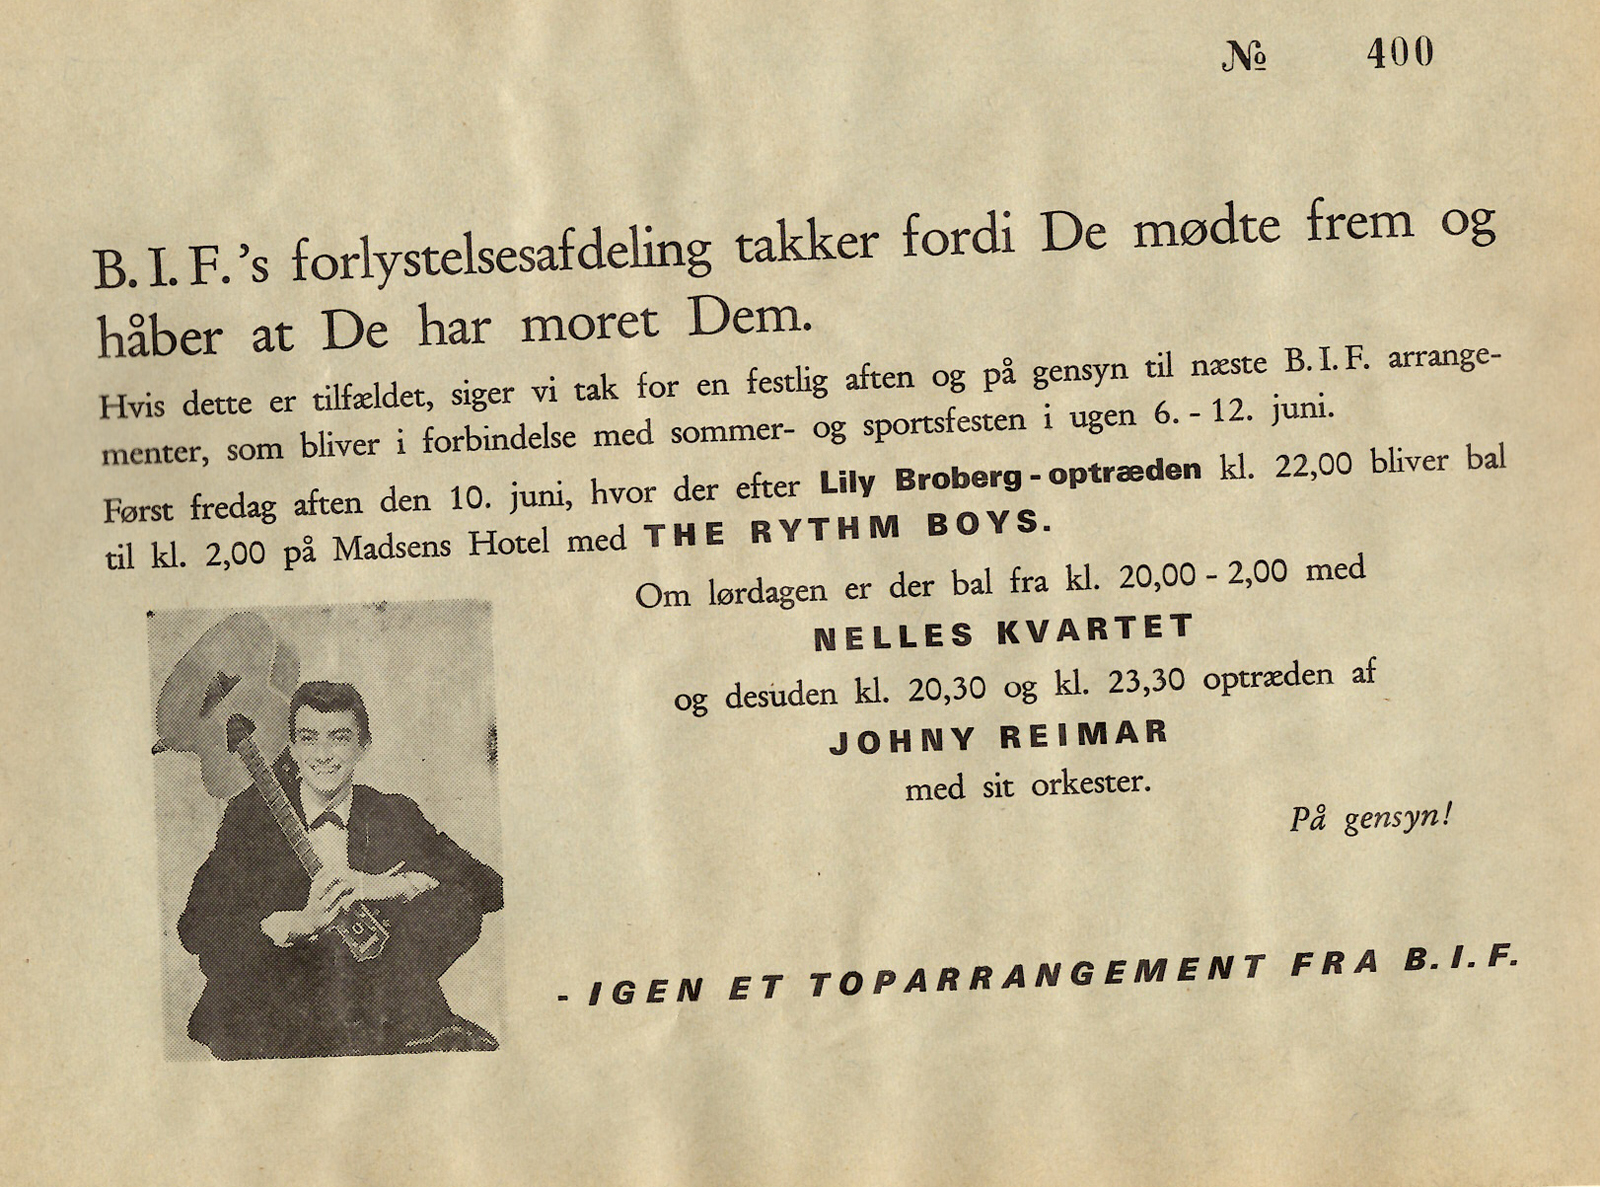 № 400
B. I. F.'s forlystelsesafdeling takker fordi De mødte frem og
håber at De har moret Dem.
Hvis dette er tilfældet, siger vi tak for en festlig aften og på gensyn til næste B. I. F. arrange-
menter, som bliver i forbindelse med sommer- og sportsfesten i ugen 6. - 12. juni.
Først fredag aften den 10. juni, hvor der efter Lily Broberg - optræden kl. 22,00 bliver bal
til kl. 2,00 på Madsens Hotel med THE RYTHM BOYS.
Om lørdagen er der bal fra kl. 20,00 - 2,00 med
NELLES KVARTET
og desuden kl. 20,30 og kl. 23,30 optræden af
JOHNY REIMAR
med sit orkester.
På gensyn!
- IGEN ET TOPARRANGEMENT FRA B. I. F.